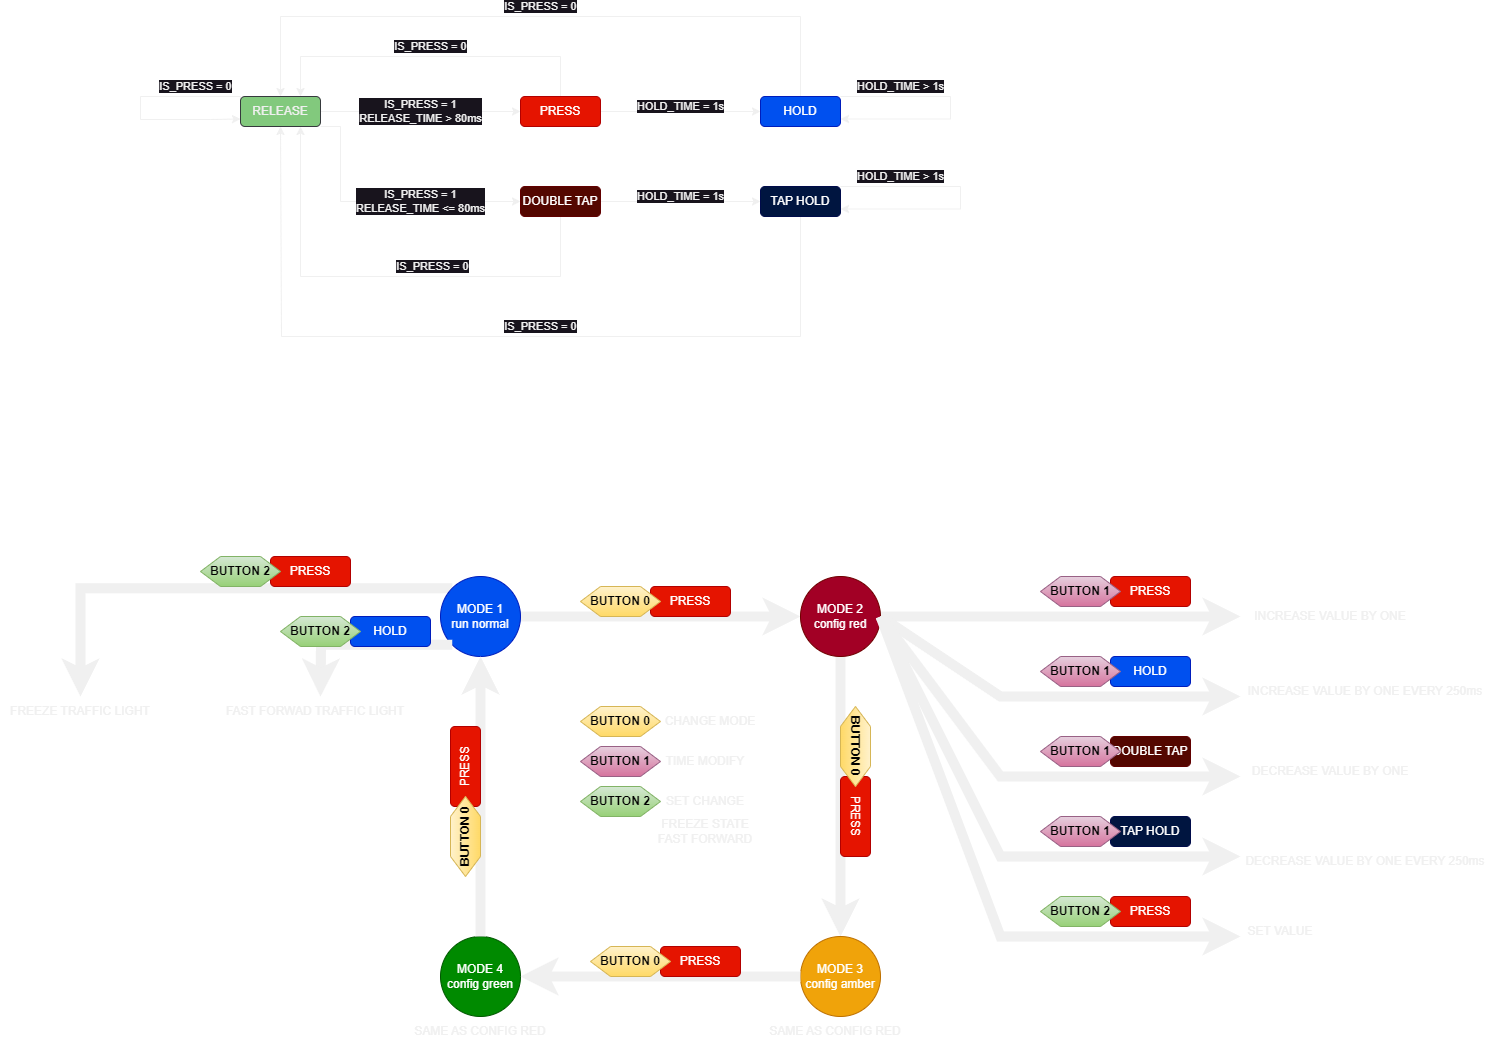 IS_PRESS = 0
IS_PRESS = 0
IS_PRESS = 0
RELEASE
IS_PRESS = 1
RELEASE_TIME > 80ms
PRESS
HOLD_TIME = 1s
HOLD
HOLD_TIME > 1s
IS_PRESS = 1
RELEASE_TIME <= 80ms
DOUBLE TAP
HOLD_TIME = 1s
TAP HOLD
HOLD_TIME > 1s
IS_PRESS = 0
IS_PRESS = 0
BUTTON 2
PRESS
BUTTON 2
HOLD
FREEZE TRAFFIC LIGHT
FAST FORWAD TRAFFIC LIGHT
MODE 1
run normal
BUTTON 0
PRESS
MODE 2
config red
BUTTON 1
PRESS
INCREASE VALUE BY ONE
BUTTON 1
HOLD
INCREASE VALUE BY ONE EVERY 250ms
BUTTON 1
DOUBLE TAP
DECREASE VALUE BY ONE
BUTTON 1
TAP HOLD
DECREASE VALUE BY ONE EVERY 250ms
BUTTON 2
PRESS
SET VALUE
BUTTON 0
CHANGE MODE
BUTTON 1
TIME MODIFY
BUTTON 2
SET CHANGE
FREEZE STATE
FAST FORWARD
BUTTON 0
PRESS
PRESS
BUTTON 0
MODE 4
config green
BUTTON 0
PRESS
MODE 3
config amber
SAME AS CONFIG RED
SAME AS CONFIG RED